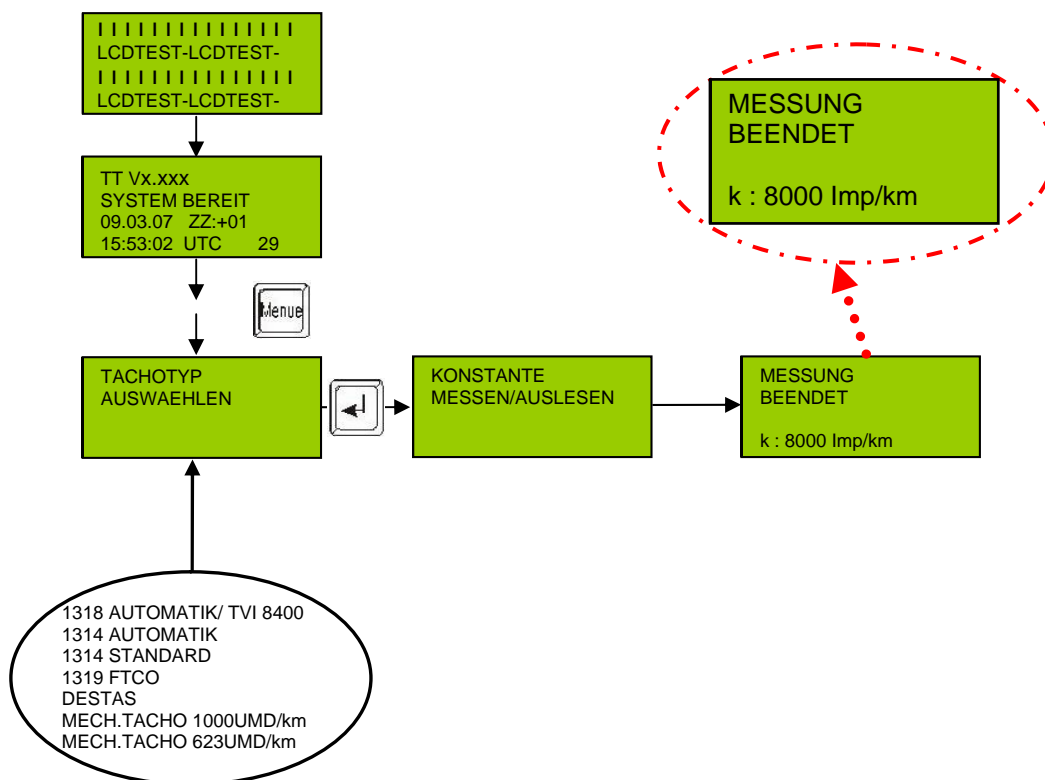 I I I I I I I I I I I I I I I
LCDTEST-LCDTEST-
I I I I I I I I I I I I I I I
LCDTEST-LCDTEST-
TT Vx.xxx
SYSTEM BEREIT
09.03.07 ZZ:+01
15:53:02 UTC 29
Menue
TACHOTYP
AUSWAEHLEN
KONSTANTE
MESSEN/AUSLESEN
MESSUNG
BEENDET
k : 8000 Imp/km
MESSUNG
BEENDET
k : 8000 Imp/km
1318 AUTOMATIK/ TVI 8400
1314 AUTOMATIK
1314 STANDARD
1319 FTCO
DESTAS
MECH.TACHO 1000UMD/km
MECH.TACHO 623UMD/km